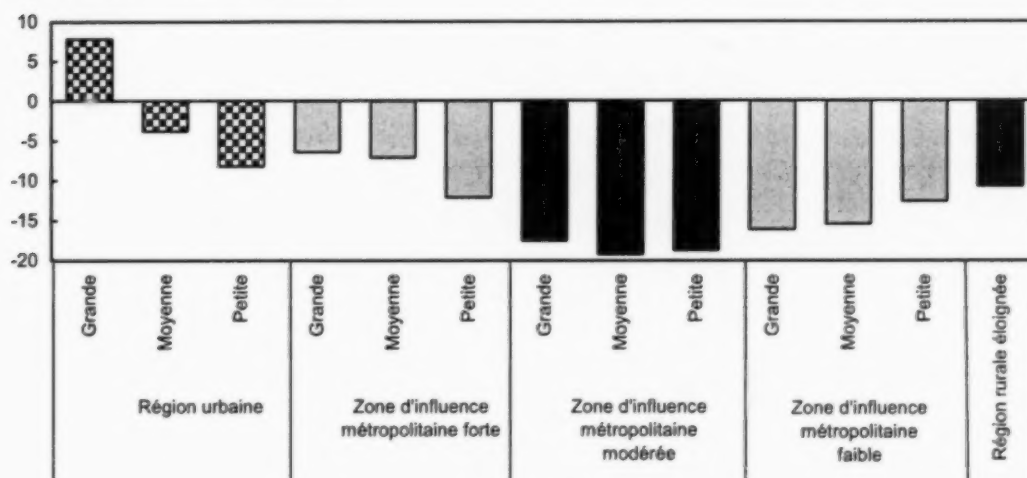 10
5
0
-5
-10
-15
-20
Grande
Moyenne
Petite
Grande
Moyenne
Petite
Grande
Moyenne
Petite
Grande
Moyenne
Petite
Région rurale éloignée
Région urbaine
Zone d'influence
métropolitaine forte
Zone d'influence
métropolitaine
modérée
Zone d'influence
métropolitaine
faible